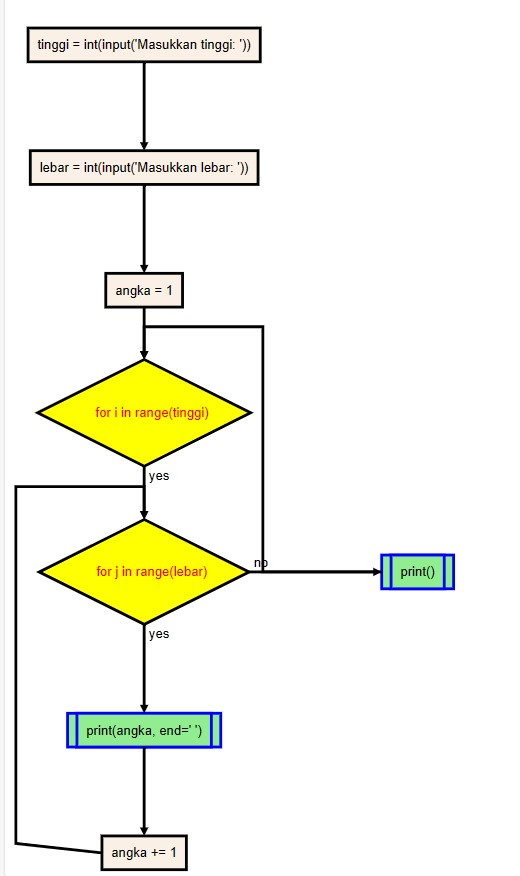 tinggi = int(input('Masukkan tinggi: '))
lebar = int(input('Masukkan lebar: '))
angka = 1
for i in range(tinggi)
yes
for j in range(lebar)
no
print()
yes
print(angka, end=' ')
angka += 1